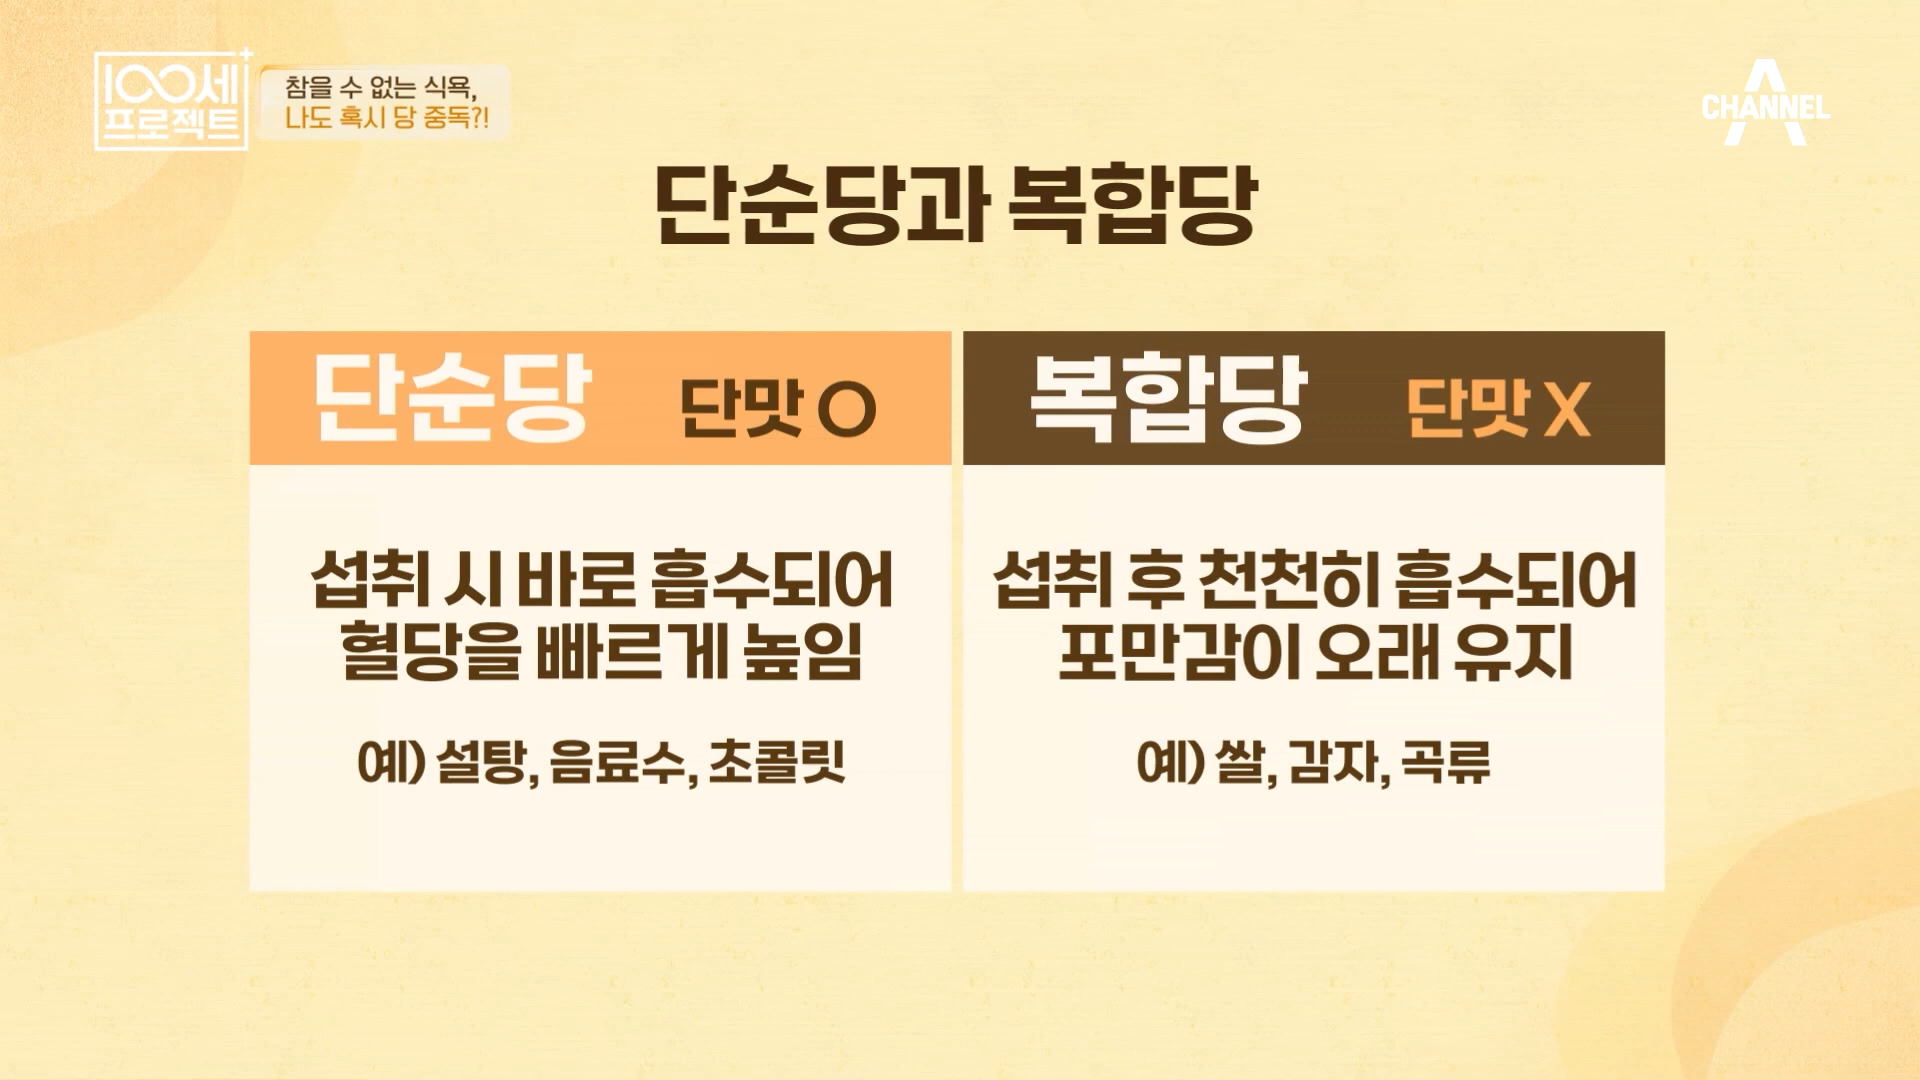 100세+
프로젝트
참을 수 없는 식욕,
나도 혹시 당 중독?!
CHANNEL A
단순당과 복합당
단순당 단맛 O
섭취 시 바로 흡수되어
혈당을 빠르게 높임
예) 설탕, 음료수, 초콜릿
복합당 단맛 X
섭취 후 천천히 흡수되어
포만감이 오래 유지
예) 쌀, 감자, 곡류